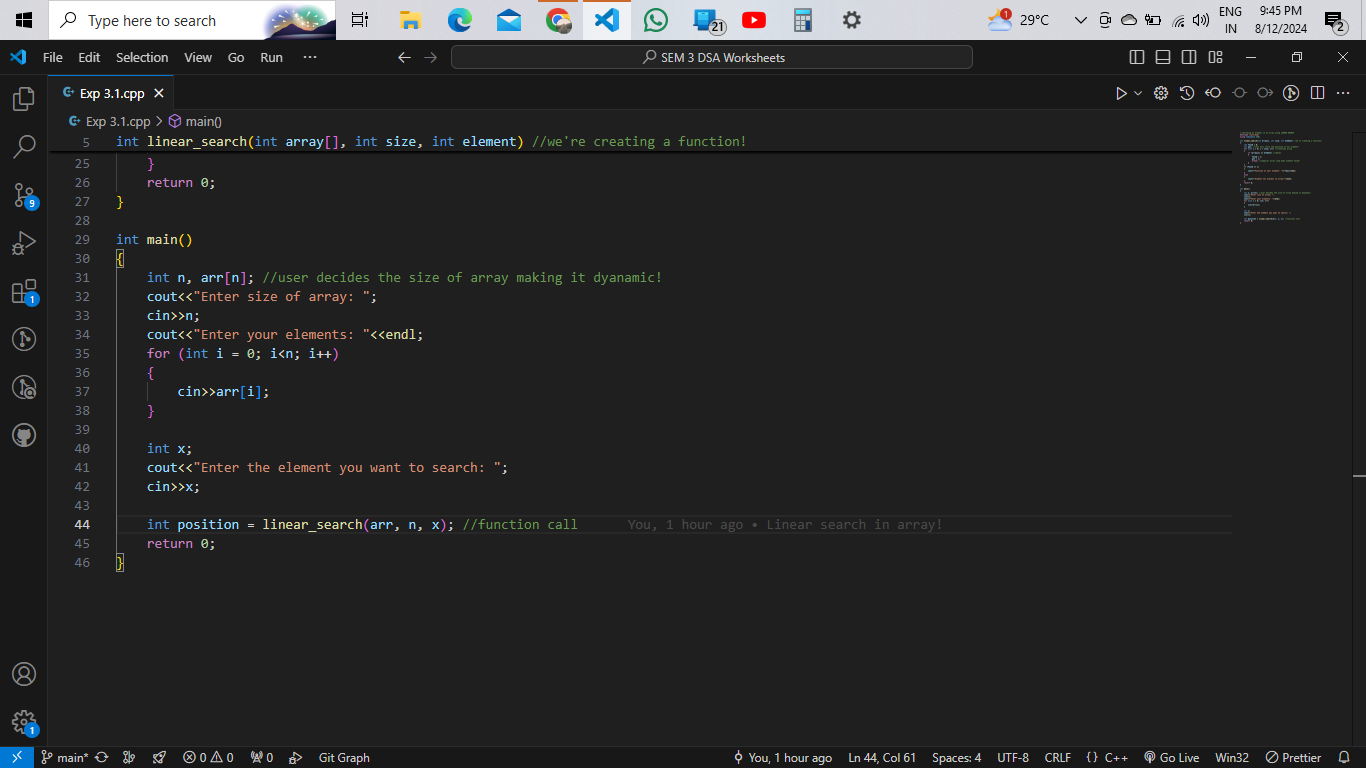 Type here to search
21
1
29°C
ENG
IN
9:45 PM
8/12/2024
2
File Edit Selection View Go Run ···
SEM 3 DSA Worksheets
Exp 3.1.cpp
Exp 3.1.cpp > main()
5 int linear_search(int array[], int size, int element) //we're creating a function!
25 }
26 return 0;
27 }
28
29 int main()
30 {
31 int n, arr[n]; //user decides the size of array making it dyanamic!
32 cout<<"Enter size of array: ";
33 cin>>n;
34 cout<<"Enter your elements: "<<endl;
35 for (int i = 0; i<n; i++)
36 {
37 cin>>arr[i];
38 }
39
40 int x;
41 cout<<"Enter the element you want to search: ";
42 cin>>x;
43
44 int position = linear_search(arr, n, x); //function call You, 1 hour ago • Linear search in array!
45 return 0;
46 }
9
1
1
main* 0 0 0 Git Graph You, 1 hour ago Ln 44, Col 61 Spaces: 4 UTF-8 CRLF {} C++ Go Live Win32 Prettier